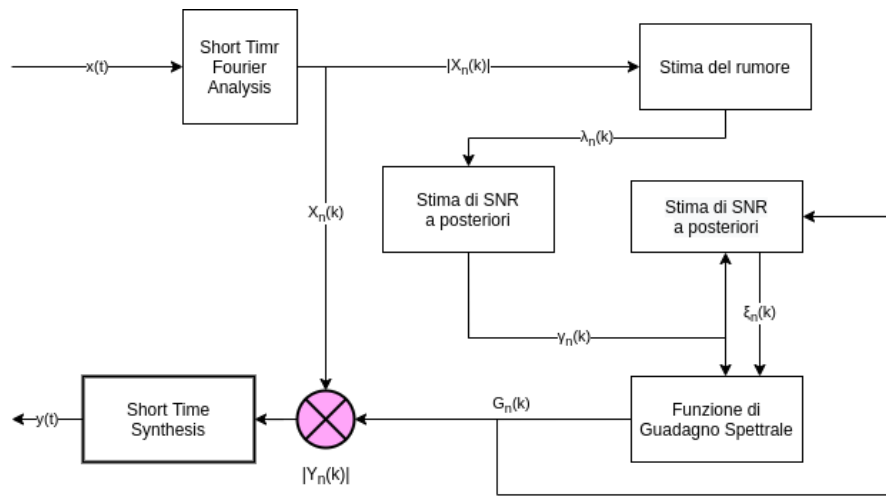 x(t)
Short Timr
Fourier
Analysis
|Xₙ(k)|
Stima del rumore
λₙ(k)
Stima di SNR
a posteriori
Stima di SNR
a posteriori
Xₙ(k)
ξₙ(k)
γₙ(k)
y(t)
Short Time
Synthesis
|Yₙ(k)|
Gₙ(k)
Funzione di
Guadagno Spettrale